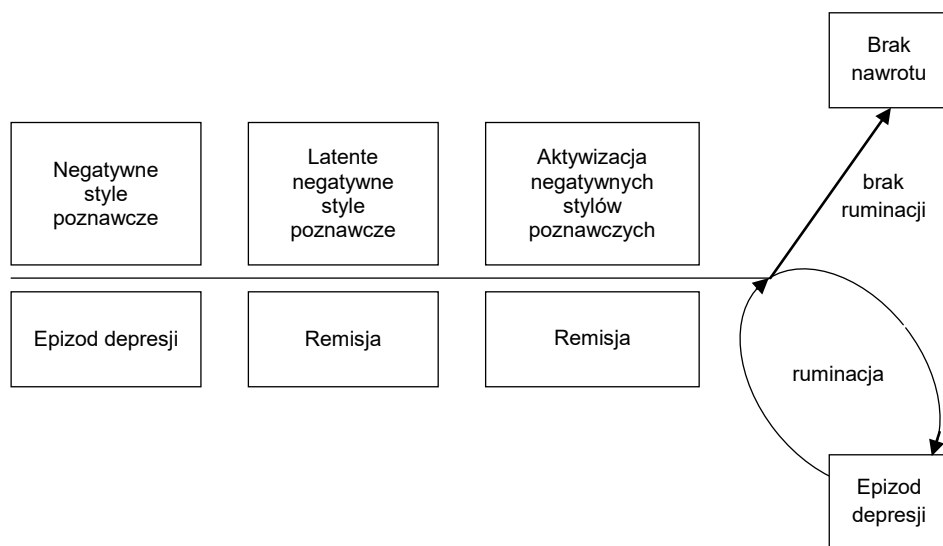 Brak
nawrotu
Negatywne
style
poznawcze
Latente
negatywne
style
poznawcze
Aktywizacja
negatywnych
stylów
poznawczych
brak
ruminacji
Epizod depresji
Remisja
Remisja
ruminacja
Epizod
depresji